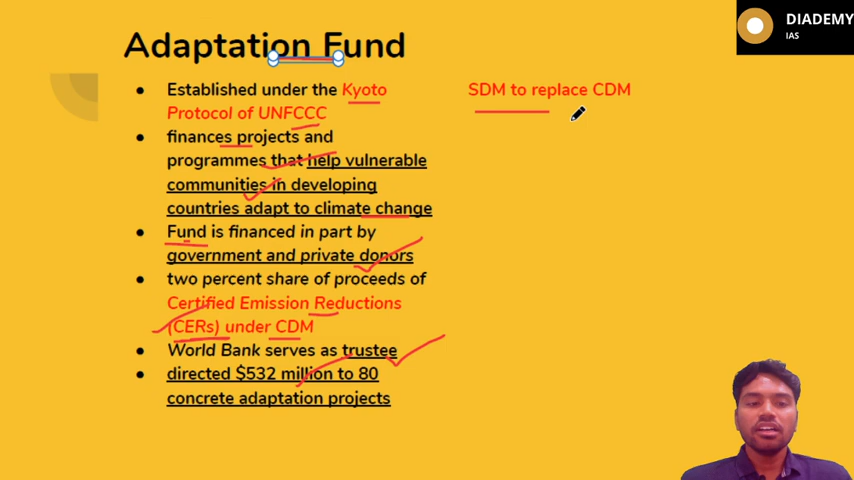 Adaptation Fund
DIADEMY
IAS
● Established under the Kyoto
Protocol of UNFCCC
● finances projects and
programmes that help vulnerable
communities in developing
countries adapt to climate change
● Fund is financed in part by
government and private donors
● two percent share of proceeds of
Certified Emission Reductions
(CERs) under CDM
● World Bank serves as trustee
● directed $532 million to 80
concrete adaptation projects
SDM to replace CDM